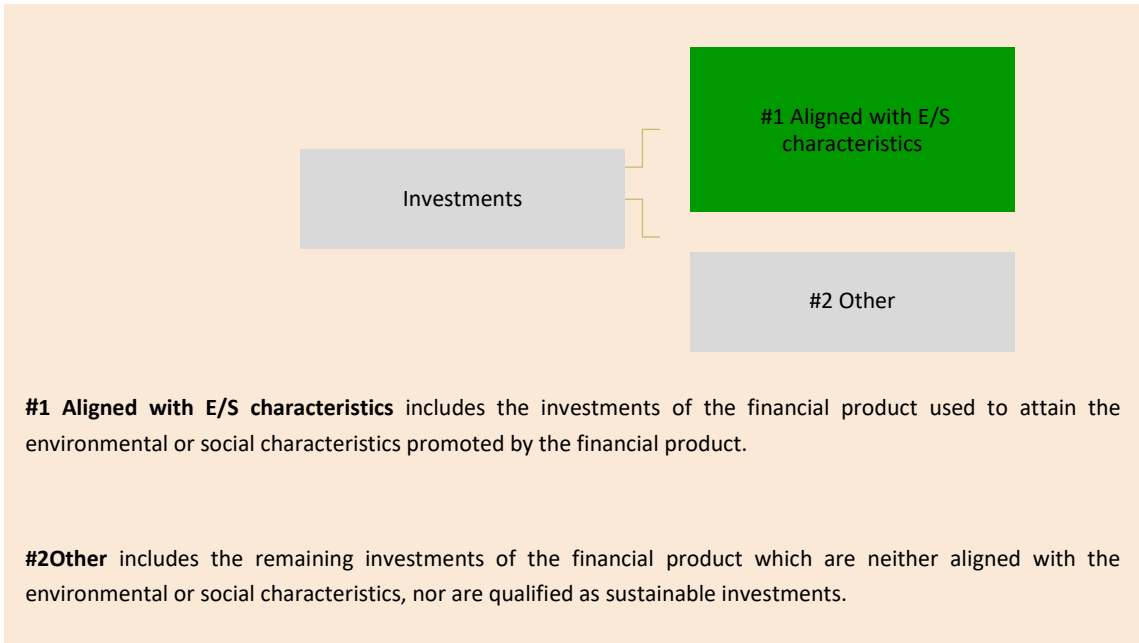 #1 Aligned with E/S
characteristics
Investments
#2 Other
#1 Aligned with E/S characteristics includes the investments of the financial product used to attain the
environmental or social characteristics promoted by the financial product.
#2Other includes the remaining investments of the financial product which are neither aligned with the
environmental or social characteristics, nor are qualified as sustainable investments.